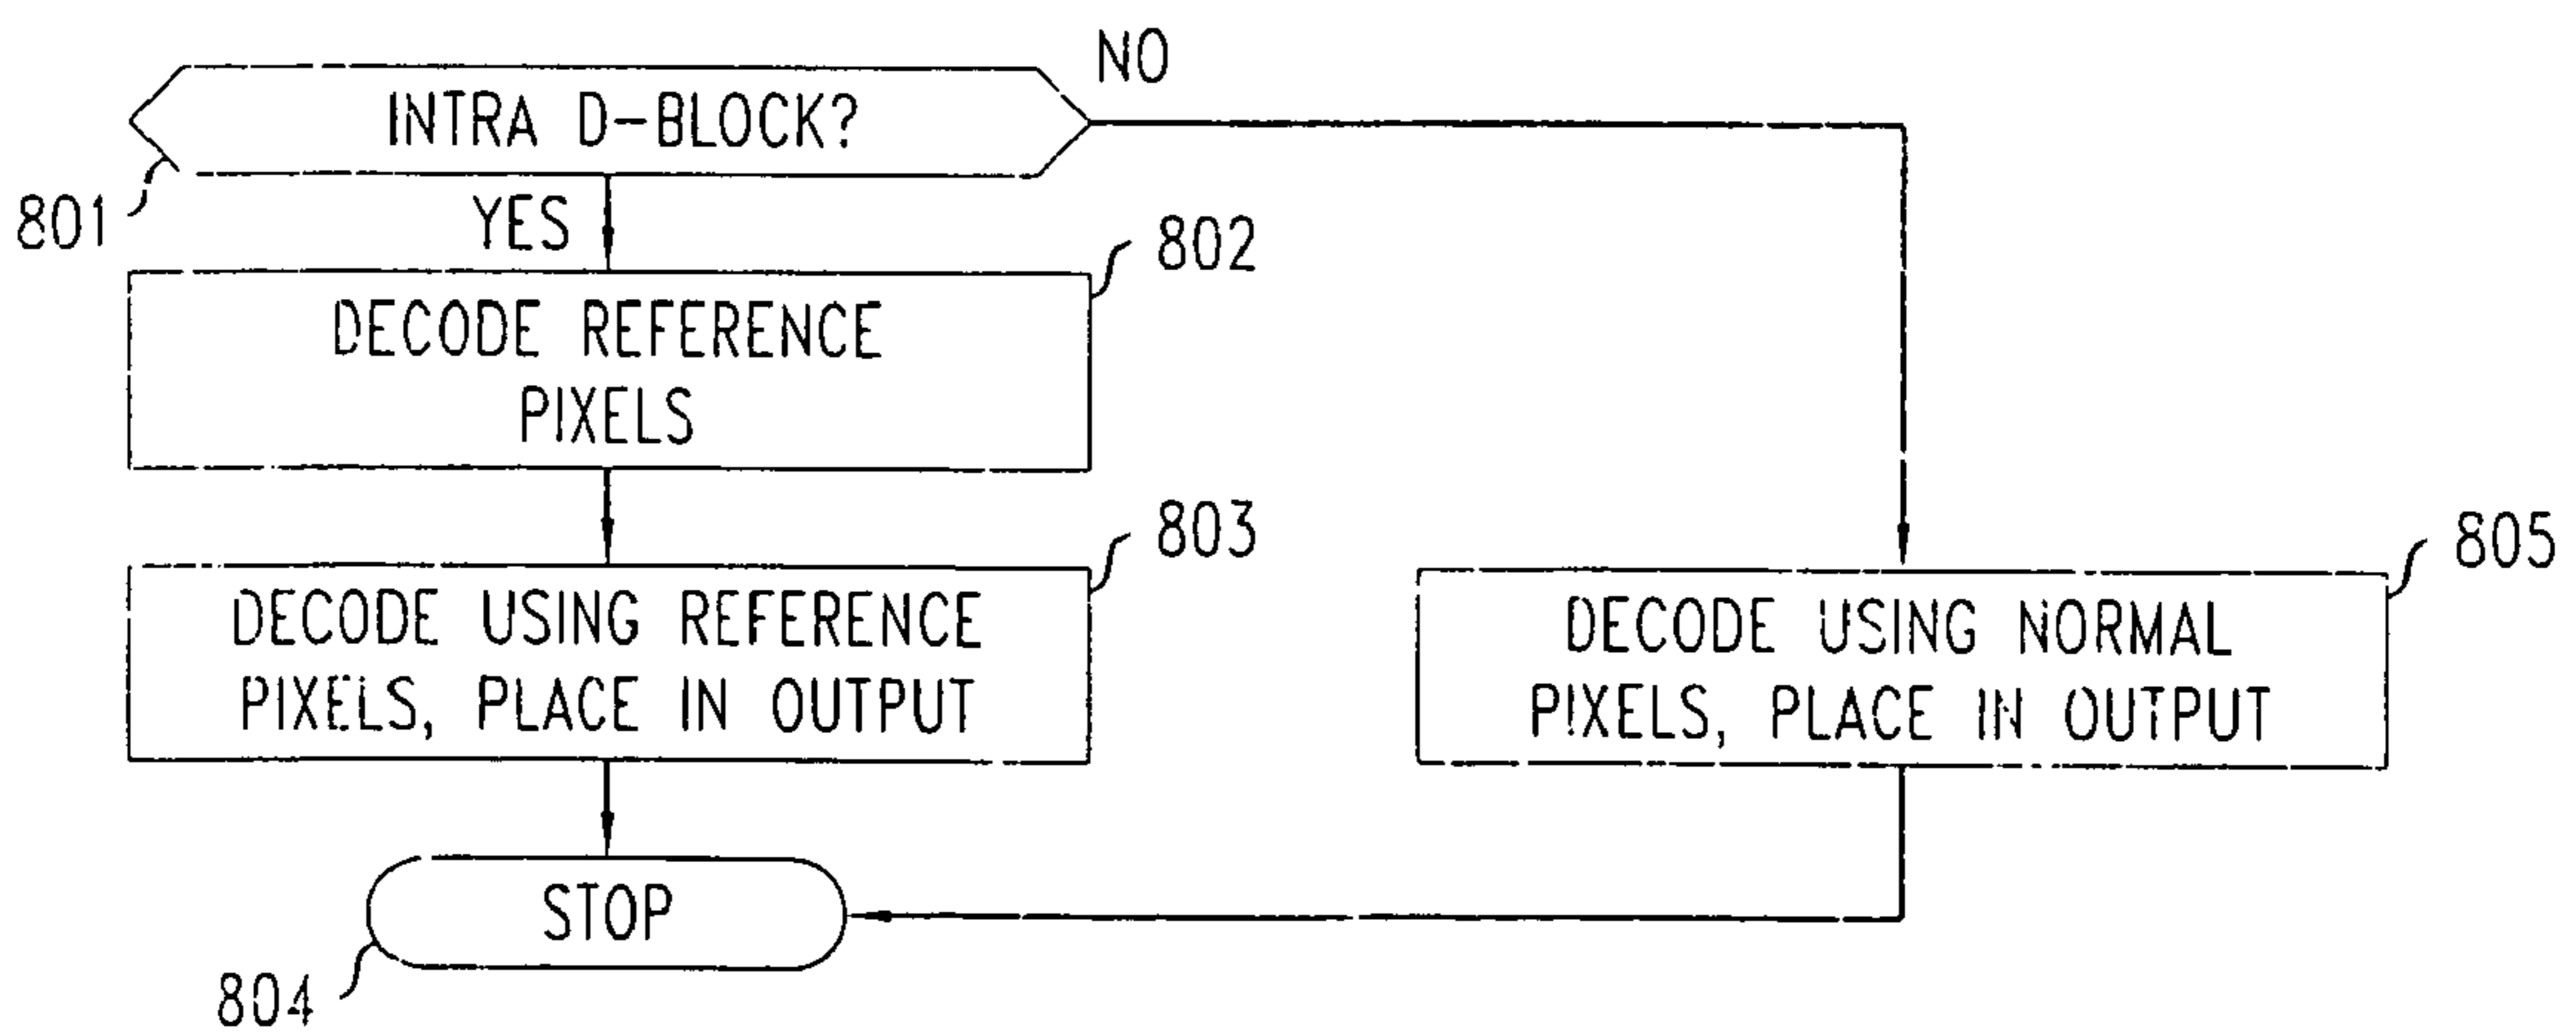 NO
INTRA D-BLOCK?
801
YES
802
DECODE REFERENCE
PIXELS
803
DECODE USING REFERENCE
PIXELS, PLACE IN OUTPUT
805
DECODE USING NORMAL
PIXELS, PLACE IN OUTPUT
STOP
804